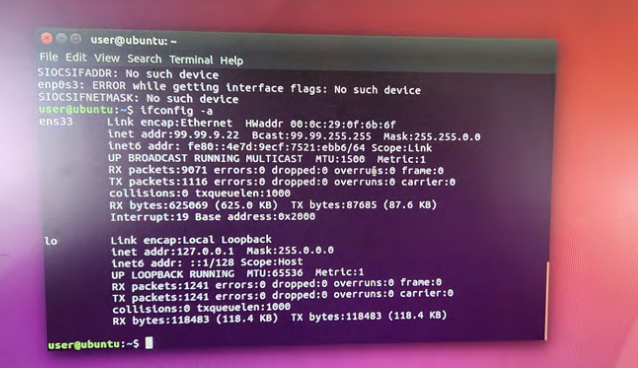 user@ubuntu: ~
File Edit View Search Terminal Help
SIOCSIFADDR: No such device
enp0s3: ERROR while getting interface flags: No such device
SIOCSIFNETMASK: No such device
user@ubuntu:~$ ifconfig -a
ens33 Link encap:Ethernet HWaddr 00:0c:29:0f:6b:6f
inet addr:99.99.9.22 Bcast:99.99.255.255 Mask:255.255.0.0
inet6 addr: fe80::4e7d:9ecf:7521:ebb6/64 Scope:Link
UP BROADCAST RUNNING MULTICAST MTU:1500 Metric:1
RX packets:9071 errors:0 dropped:0 overruns:0 frame:0
TX packets:1116 errors:0 dropped:0 overruns:0 carrier:0
collisions:0 txqueuelen:1000
RX bytes:625069 (625.0 KB) TX bytes:87685 (87.6 KB)
Interrupt:19 Base address:0x2000
lo Link encap:Local Loopback
inet addr:127.0.0.1 Mask:255.0.0.0
inet6 addr: ::1/128 Scope:Host
UP LOOPBACK RUNNING MTU:65536 Metric:1
RX packets:1241 errors:0 dropped:0 overruns:0 frame:0
TX packets:1241 errors:0 dropped:0 overruns:0 carrier:0
collisions:0 txqueuelen:1000
RX bytes:118483 (118.4 KB) TX bytes:118483 (118.4 KB)
user@ubuntu:~$